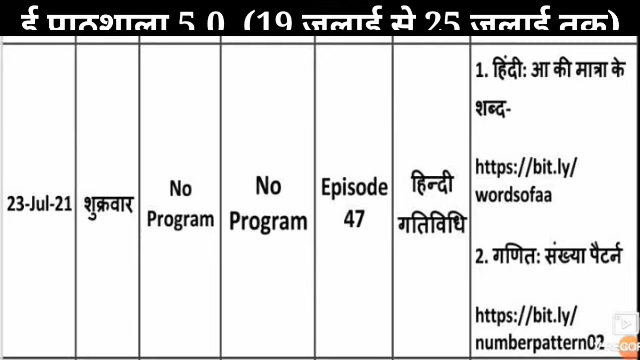 ई पाठशाला 5.0 (19 जुलाई से 25 जुलाई तक)
23-Jul-21
शुक्रवार
No
Program
No
Program
Episode
47
हिन्दी
गतिविधि
1. हिंदी: आ की मात्रा के
शब्द-
https://bit.ly/
wordsofaa
2. गणित: संख्या पैटर्न
https://bit.ly/
numberpattern02